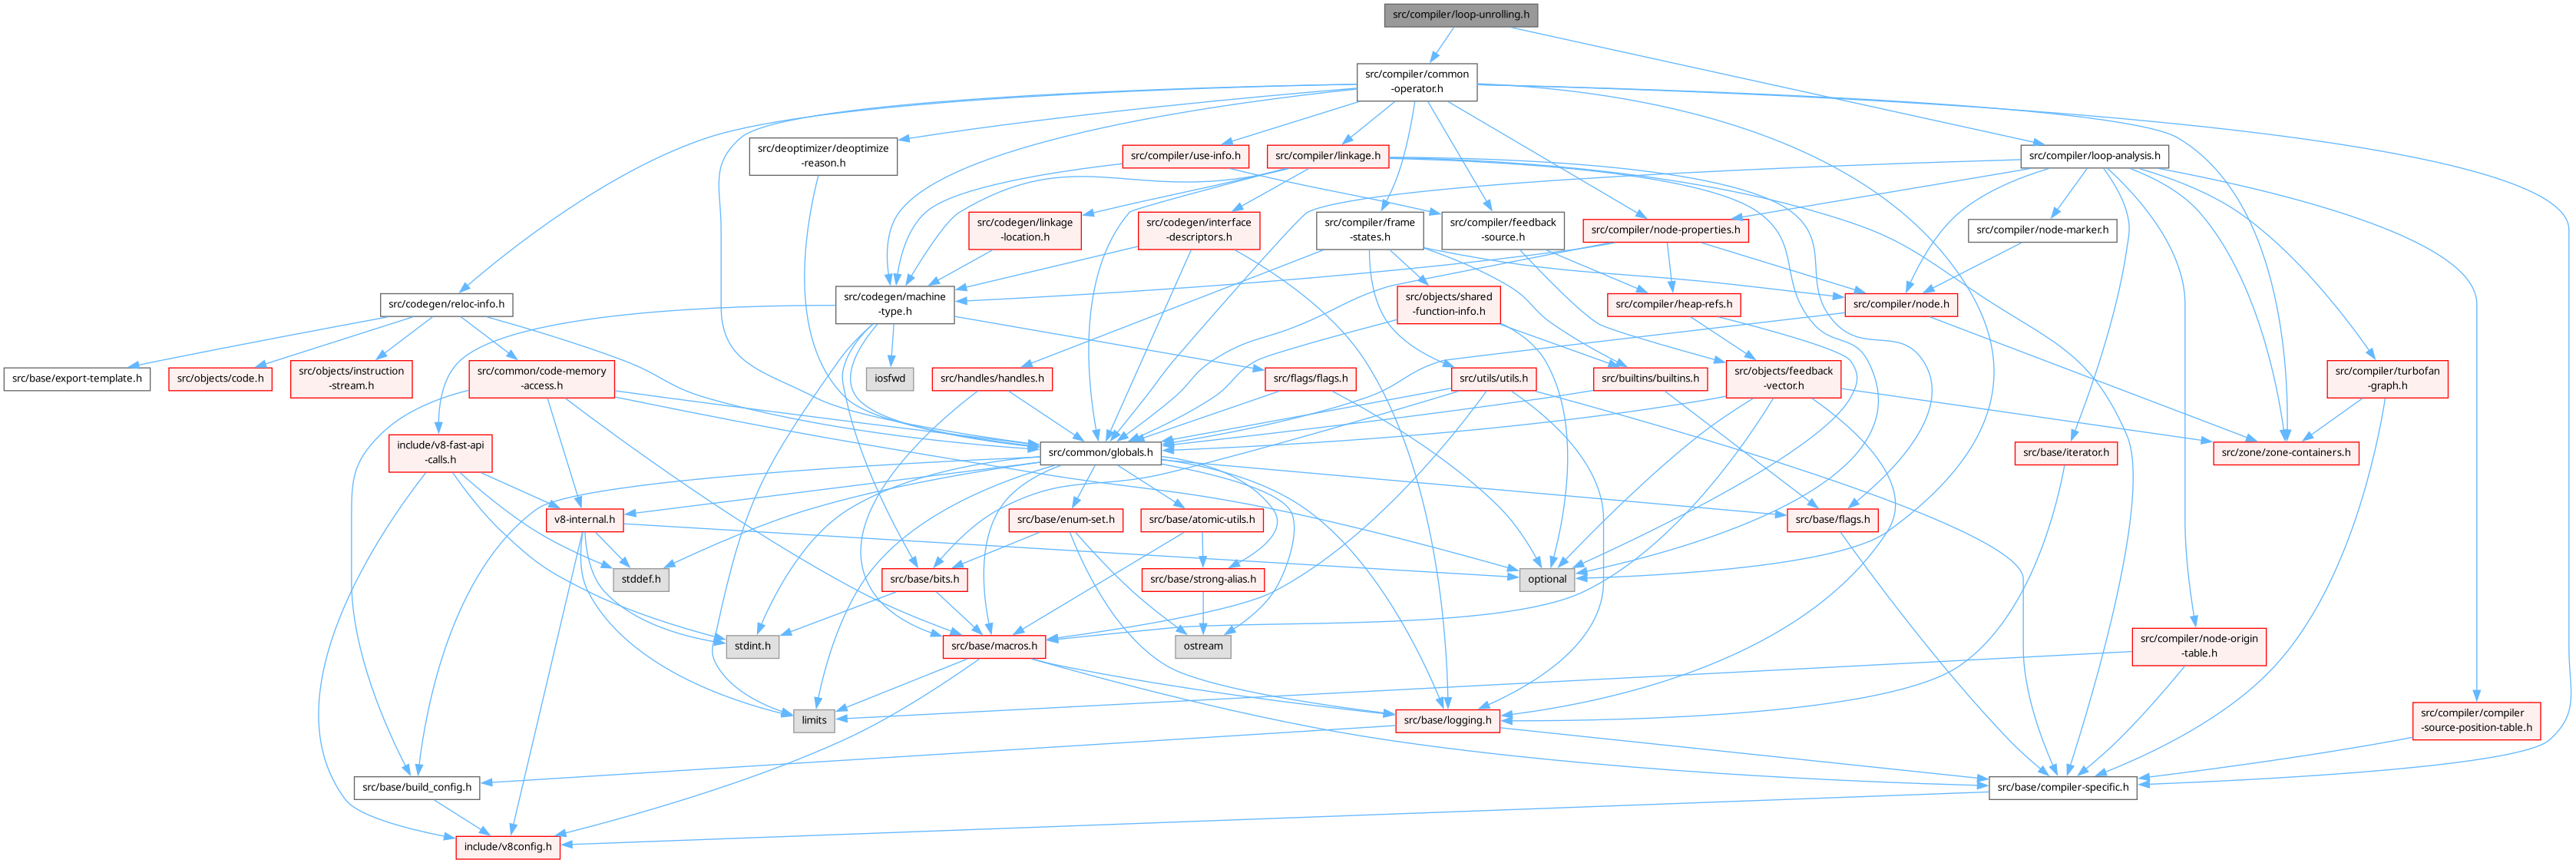 src/compiler/loop-unrolling.h
src/compiler/common
-operator.h
src/deoptimizer/deoptimize
-reason.h
src/compiler/use-info.h
src/compiler/linkage.h
src/compiler/loop-analysis.h
src/codegen/linkage
-location.h
src/codegen/interface
-descriptors.h
src/compiler/frame
-states.h
src/compiler/feedback
-source.h
src/compiler/node-properties.h
src/compiler/node-marker.h
src/codegen/reloc-info.h
src/codegen/machine
-type.h
src/objects/shared
-function-info.h
src/compiler/heap-refs.h
src/compiler/node.h
src/base/export-template.h
src/objects/code.h
src/objects/instruction
-stream.h
src/common/code-memory
-access.h
iosfwd
src/handles/handles.h
src/flags/flags.h
src/utils/utils.h
src/builtins/builtins.h
src/objects/feedback
-vector.h
src/compiler/turbofan
-graph.h
include/v8-fast-api
-calls.h
src/common/globals.h
src/base/iterator.h
src/zone/zone-containers.h
v8-internal.h
src/base/enum-set.h
src/base/atomic-utils.h
src/base/flags.h
stddef.h
src/base/bits.h
src/base/strong-alias.h
optional
stdint.h
src/base/macros.h
ostream
src/compiler/node-origin
-table.h
limits
src/base/logging.h
src/compiler/compiler
-source-position-table.h
src/base/build_config.h
src/base/compiler-specific.h
include/v8config.h